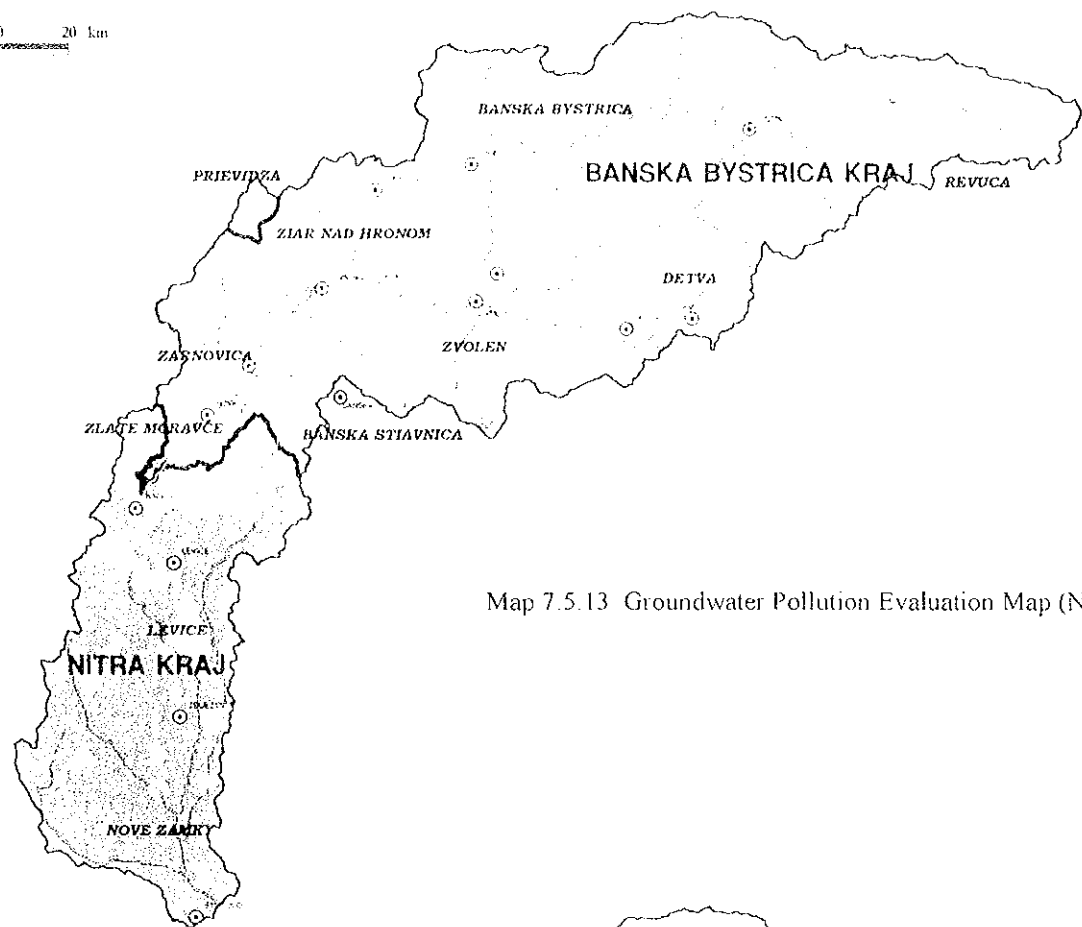 20 km
BANSKA BYSTRICA
PRIEVIDZA
BANSKA BYSTRICA KRAJ
REVUCA
ZIAR NAD HRONOM
DETVA
ZARNOVICA
ZVOLEN
ZLATE MORAVCE
BANSKA STIAVNICA
LEVICE
Map 7.5.13 Groundwater Pollution Evaluation Map (N
LEVICE
NITRA KRAJ
NOVE ZAMKY